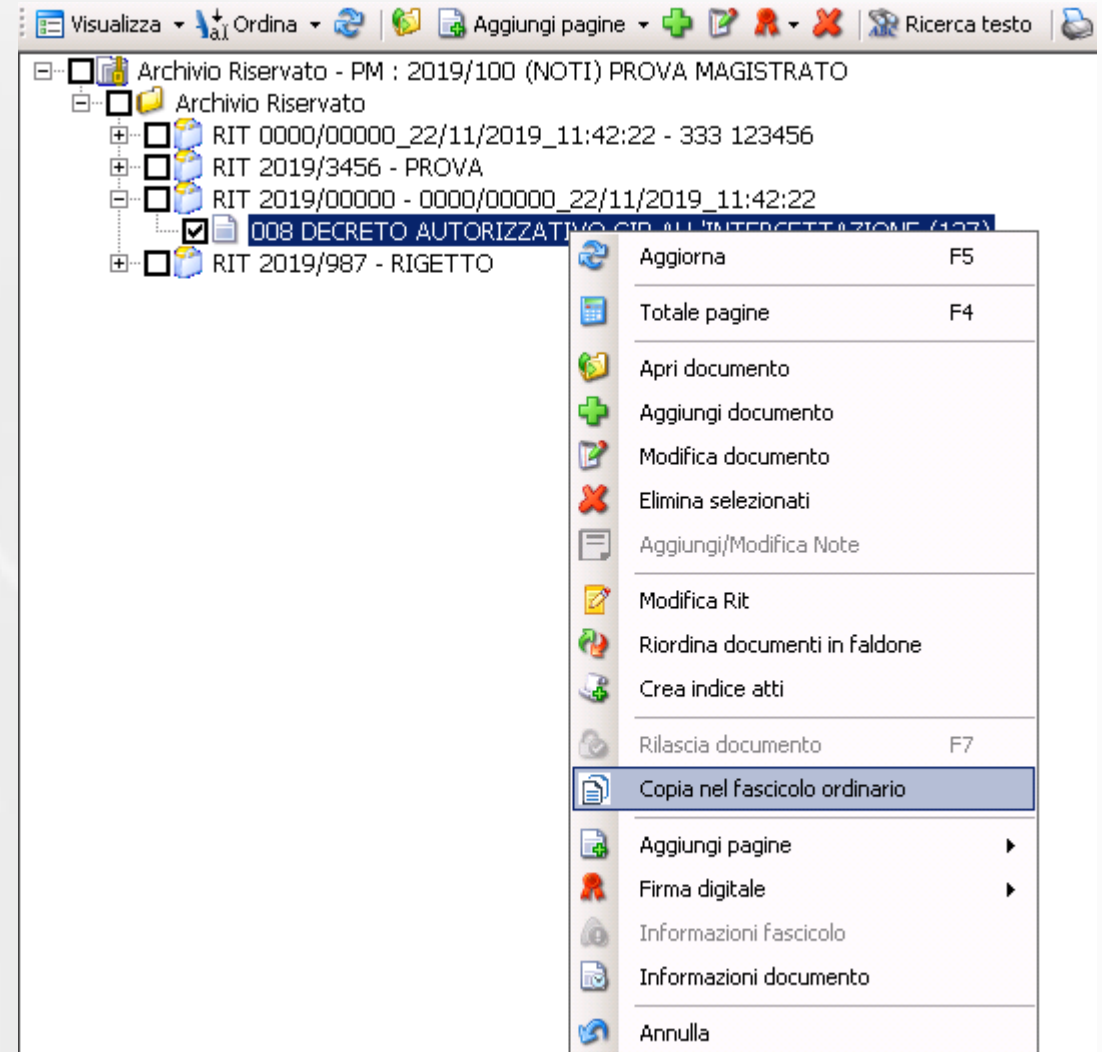 Visualizza Ordina Aggiungi pagine Ricerca testo
Archivio Riservato - PM : 2019/100 (NOTI) PROVA MAGISTRATO
Archivio Riservato
RIT 0000/00000_22/11/2019_11:42:22 - 333 123456
RIT 2019/3456 - PROVA
RIT 2019/00000 - 0000/00000_22/11/2019_11:42:22
008 DECRETO AUTORIZZATIVO GIP ALL'INTERCETTAZIONE (127)
RIT 2019/987 - RIGETTO
Aggiorna F5
Totale pagine F4
Apri documento
Aggiungi documento
Modifica documento
Elimina selezionati
Aggiungi/Modifica Note
Modifica Rit
Riordina documenti in faldone
Crea indice atti
Rilascia documento F7
Copia nel fascicolo ordinario
Aggiungi pagine
Firma digitale
Informazioni fascicolo
Informazioni documento
Annulla